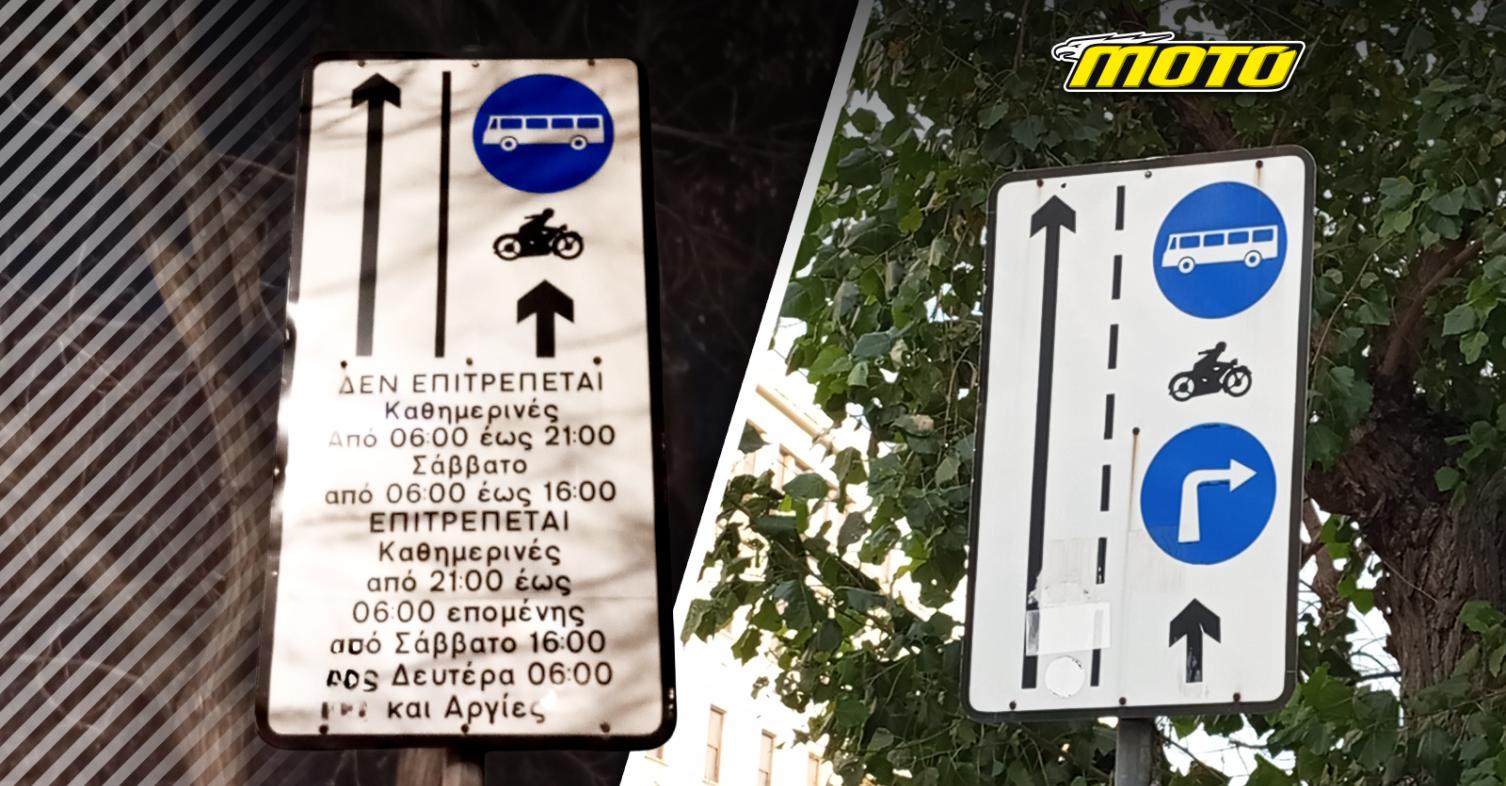 ΔΕΝ ΕΠΙΤΡΕΠΕΤΑΙ
Καθημερινές
Από 06:00 έως 21:00
Σάββατο
από 06:00 έως 16:00
ΕΠΙΤΡΕΠΕΤΑΙ
Καθημερινές
από 21:00 έως
06:00 επομένης
από Σάββατο 16:00
Δευτέρα 06:00
και Αργίες
ΜΟΤΟ